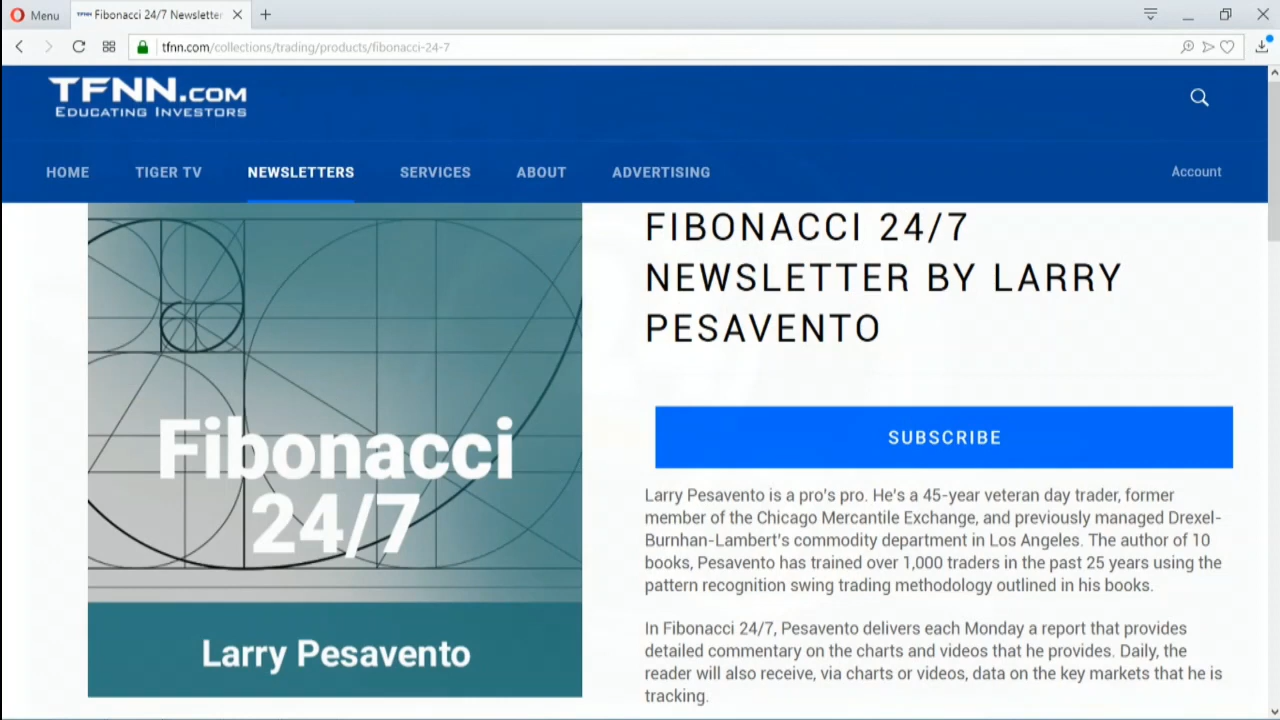 Menu
Fibonacci 24/7 Newsletter
tfnn.com/collections/trading/products/fibonacci-24-7
TFNN.COM
EDUCATING INVESTORS
HOME TIGER TV NEWSLETTERS SERVICES ABOUT ADVERTISING Account
Fibonacci
24/7
Larry Pesavento
FIBONACCI 24/7
NEWSLETTER BY LARRY
PESAVENTO
SUBSCRIBE
Larry Pesavento is a pro's pro. He's a 45-year veteran day trader, former
member of the Chicago Mercantile Exchange, and previously managed Drexel-
Burnhan-Lambert's commodity department in Los Angeles. The author of 10
books, Pesavento has trained over 1,000 traders in the past 25 years using the
pattern recognition swing trading methodology outlined in his books.
In Fibonacci 24/7, Pesavento delivers each Monday a report that provides
detailed commentary on the charts and videos that he provides. Daily, the
reader will also receive, via charts or videos, data on the key markets that he is
tracking.